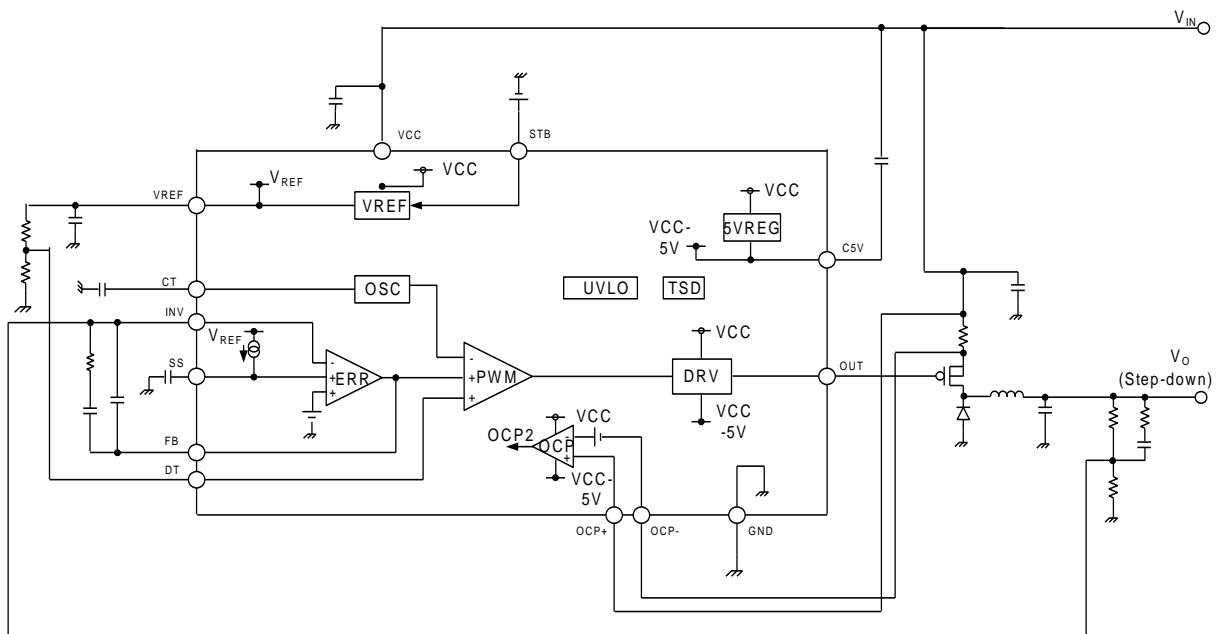 VIN
VCC
STB
VREF
VREF
VCC
VREF
VCC
5VREG
VCC-
5V
C5V
CT
OSC
UVLO
TSD
INV
VREF
SS
-
+
+
ERR
-
+
+
PWM
VCC
DRV
VCC
-5V
OUT
VO
(Step-down)
FB
DT
OCP2
VCC
OCP
-
+
VCC-
5V
OCP+
OCP-
GND